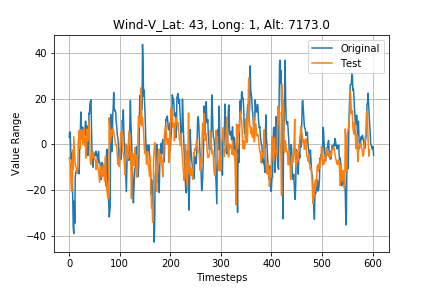 Wind-V_Lat: 43, Long: 1, Alt: 7173.0
Original
Test
40
20
0
−20
−40
Value Range
0 100 200 300 400 500 600
Timesteps